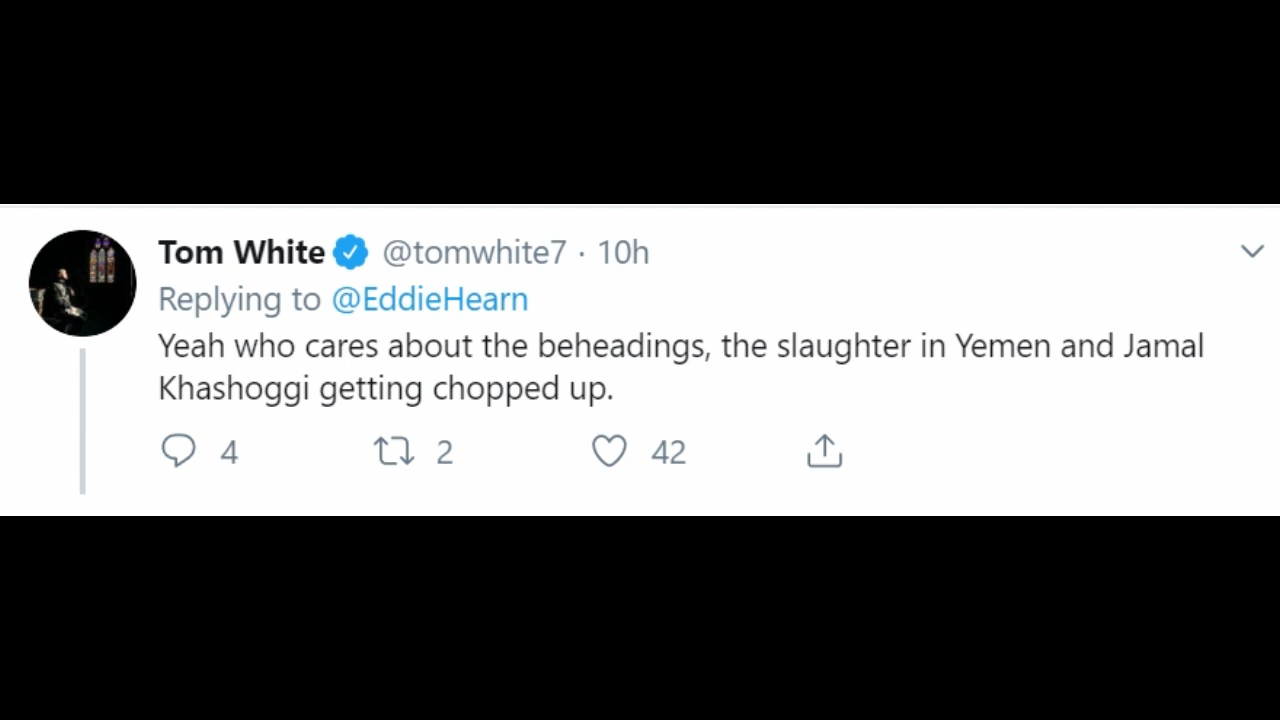 Tom White @tomwhite7 · 10h
Replying to @EddieHearn
Yeah who cares about the beheadings, the slaughter in Yemen and Jamal
Khashoggi getting chopped up.
4 2 42